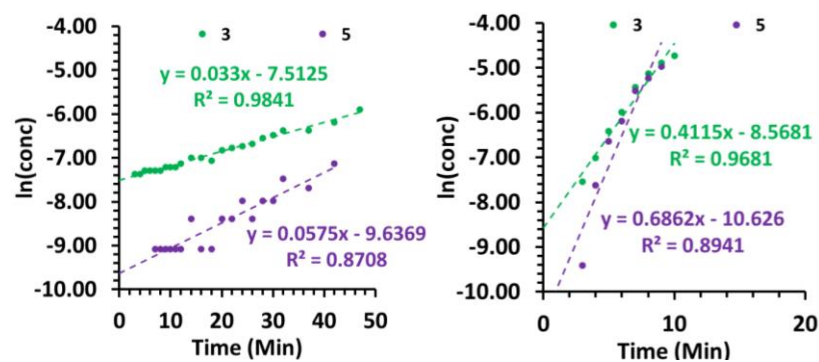 -4.00
3
5
-5.00
y = 0.033x - 7.5125
R² = 0.9841
-6.00
ln(conc)
-7.00
-8.00
-9.00
y = 0.0575x - 9.6369
R² = 0.8708
-10.00
0 10 20 30 40 50
Time (Min)
-4.00
3
5
-5.00
-6.00
y = 0.4115x - 8.5681
R² = 0.9681
ln(conc)
-7.00
-8.00
y = 0.6862x - 10.626
R² = 0.8941
-9.00
-10.00
0 10 20
Time (Min)